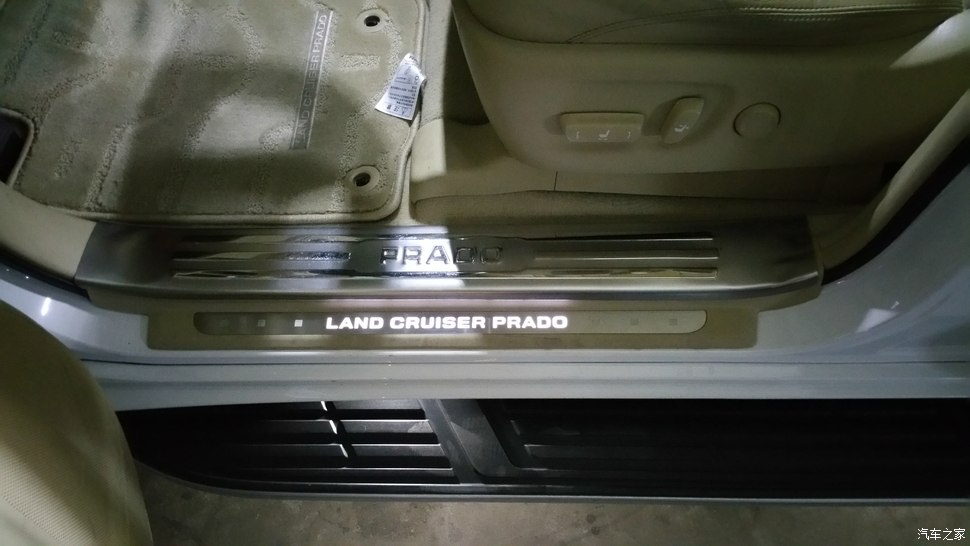 LAND CRUISER PRADO
PRADO
LAND CRUISER PRADO
汽车之家